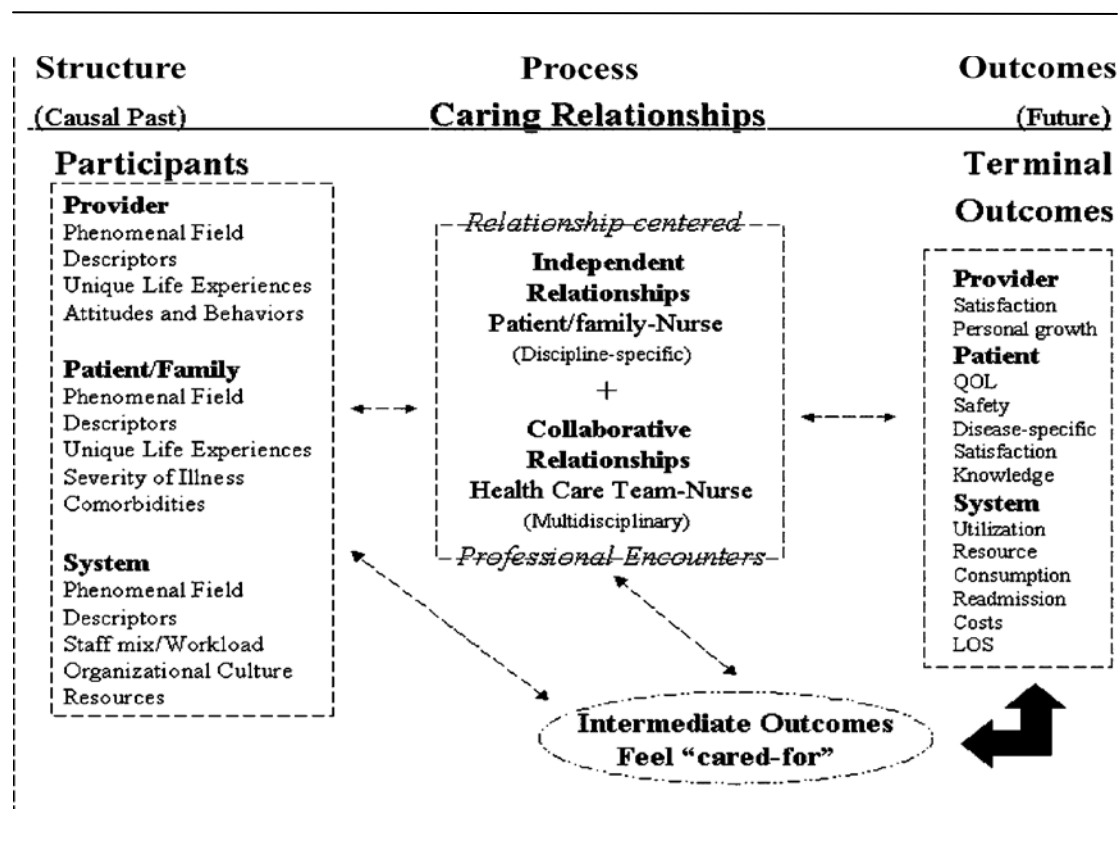 Structure
Process
Outcomes
(Causal Past)
Caring Relationships
(Future)
Participants
Provider
Phenomenal Field
Descriptors
Unique Life Experiences
Attitudes and Behaviors
Patient/Family
Phenomenal Field
Descriptors
Unique Life Experiences
Severity of Illness
Comorbidities
System
Phenomenal Field
Descriptors
Staff mix/Workload
Organizational Culture
Resources
Relationship centered
Independent
Relationships
Patient/family-Nurse
(Discipline-specific)
+
Collaborative
Relationships
Health Care Team-Nurse
(Multidisciplinary)
Professional Encounters
Terminal
Outcomes
Provider
Satisfaction
Personal growth
Patient
QOL
Safety
Disease-specific
Satisfaction
Knowledge
System
Utilization
Resource
Consumption
Readmission
Costs
LOS
Intermediate Outcomes
Feel “cared-for”